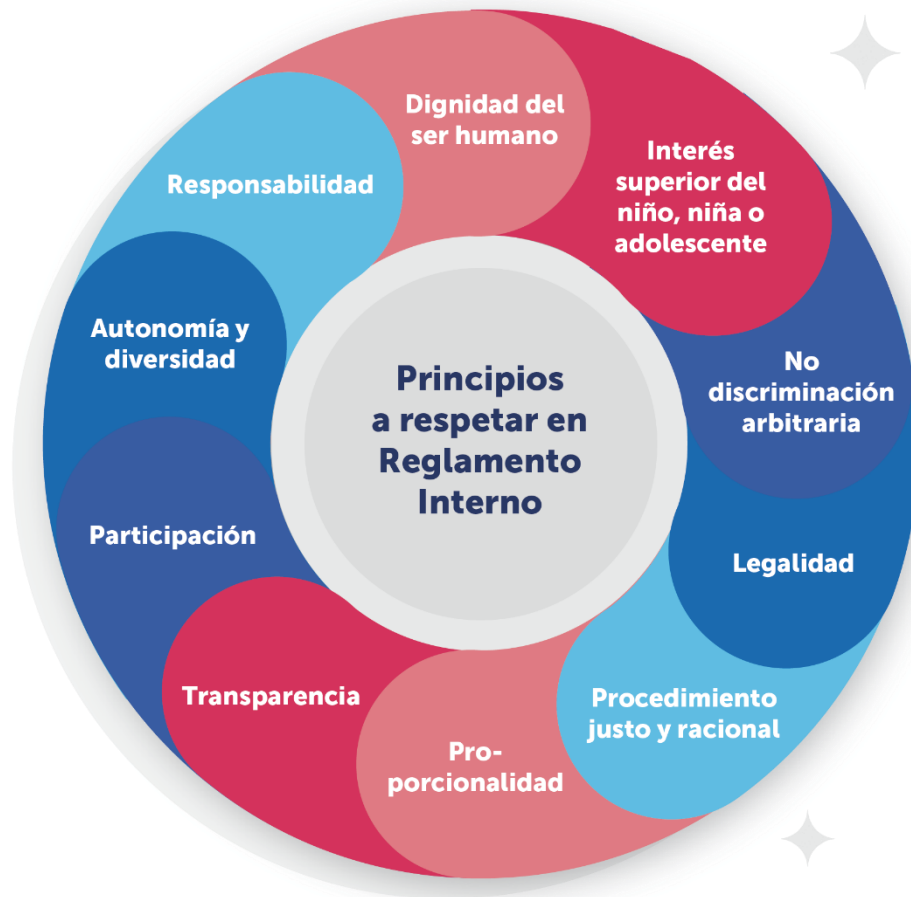 Principios
a respetar en
Reglamento
Interno
Dignidad del
ser humano
Interés
superior del
niño, niña o
adolescente
No
discriminación
arbitraria
Legalidad
Procedimiento
justo y racional
Pro-
porcionalidad
Transparencia
Participación
Autonomía y
diversidad
Responsabilidad